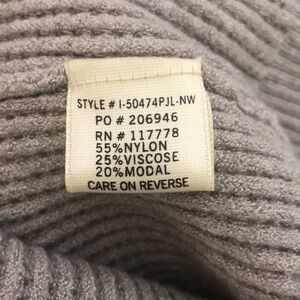 STYLE # I-50474PJL-NW
PO # 206946
RN # 117778
55%NYLON
25%VISCOSE
20%MODAL
CARE ON REVERSE